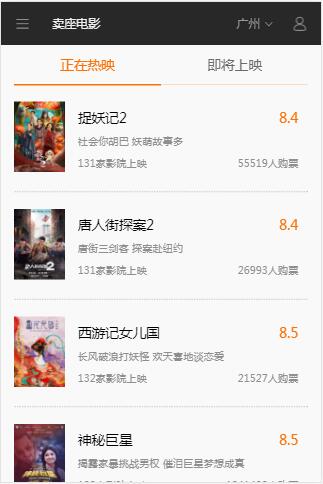 卖座电影
广州
正在热映
即将上映
捉妖记2
8.4
社会你胡巴 妖萌故事多
131家影院上映
55519人购票
唐人街探案2
8.4
唐街三剑客 探案赴纽约
131家影院上映
26993人购票
西游记女儿国
8.5
长风破浪打妖怪 欢天喜地谈恋爱
132家影院上映
21527人购票
神秘巨星
8.5
揭露家暴挑战男权 催泪巨星梦想成真